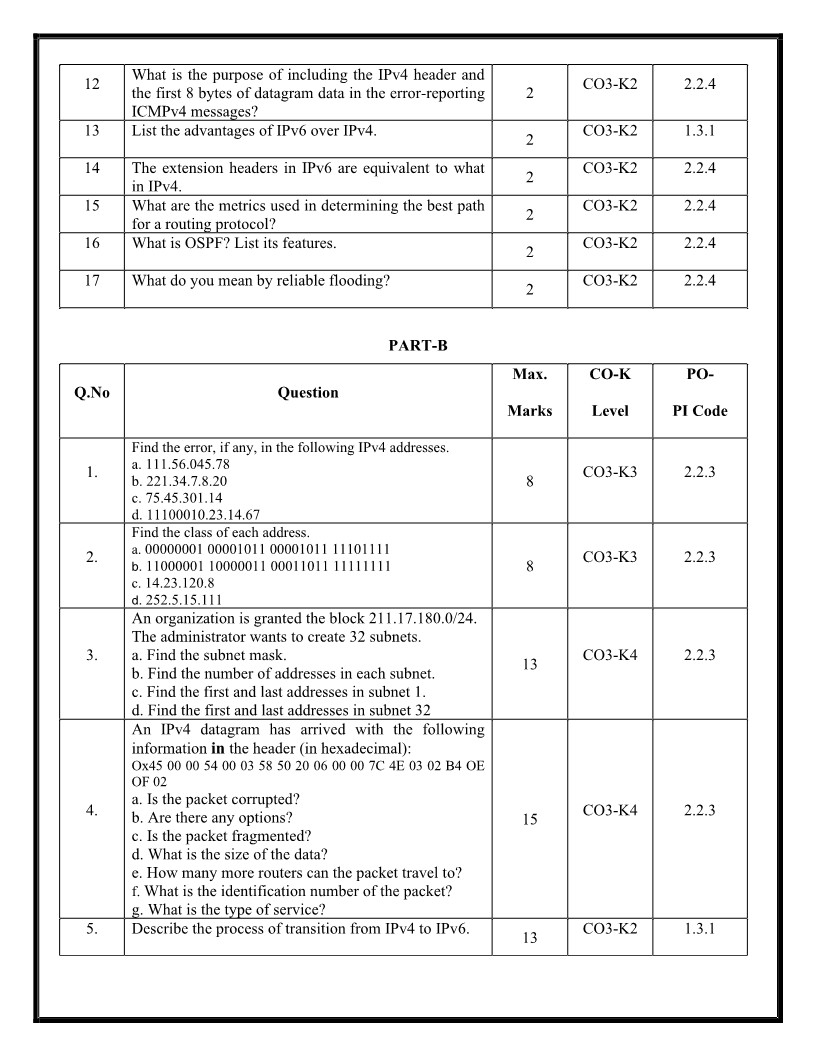 12 What is the purpose of including the IPv4 header and 2 CO3-K2 2.2.4
the first 8 bytes of datagram data in the error-reporting
ICMPv4 messages?
13 List the advantages of IPv6 over IPv4. 2 CO3-K2 1.3.1
14 The extension headers in IPv6 are equivalent to what 2 CO3-K2 2.2.4
in IPv4.
15 What are the metrics used in determining the best path 2 CO3-K2 2.2.4
for a routing protocol?
16 What is OSPF? List its features. 2 CO3-K2 2.2.4
17 What do you mean by reliable flooding? 2 CO3-K2 2.2.4
PART-B
Q.No Question Max. Marks CO-K Level PO- PI Code
1. Find the error, if any, in the following IPv4 addresses. 8 CO3-K3 2.2.3
a. 111.56.045.78
b. 221.34.7.8.20
c. 75.45.301.14
d. 11100010.23.14.67
2. Find the class of each address. 8 CO3-K3 2.2.3
a. 00000001 00001011 00001011 11101111
b. 11000001 10000011 00011011 11111111
c. 14.23.120.8
d. 252.5.15.111
3. An organization is granted the block 211.17.180.0/24. 13 CO3-K4 2.2.3
The administrator wants to create 32 subnets.
a. Find the subnet mask.
b. Find the number of addresses in each subnet.
c. Find the first and last addresses in subnet 1.
d. Find the first and last addresses in subnet 32
4. An IPv4 datagram has arrived with the following 15 CO3-K4 2.2.3
information in the header (in hexadecimal):
Ox45 00 00 54 00 03 58 50 20 06 00 00 7C 4E 03 02 B4 OE
OF 02
a. Is the packet corrupted?
b. Are there any options?
c. Is the packet fragmented?
d. What is the size of the data?
e. How many more routers can the packet travel to?
f. What is the identification number of the packet?
g. What is the type of service?
5. Describe the process of transition from IPv4 to IPv6. 13 CO3-K2 1.3.1